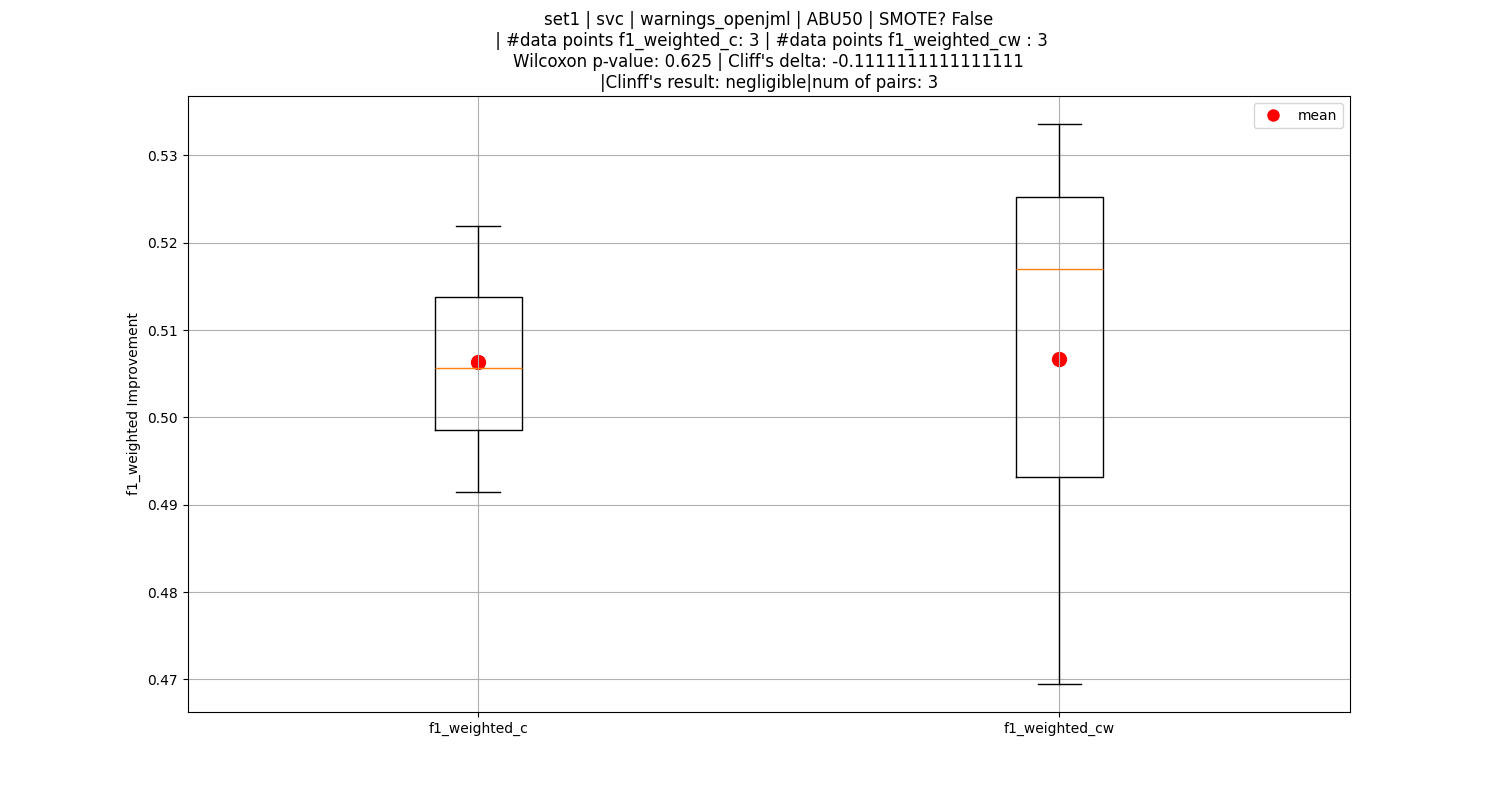 set1 | svc | warnings_openjml | ABU50 | SMOTE? False
| #data points f1_weighted_c: 3 | #data points f1_weighted_cw : 3
Wilcoxon p-value: 0.625 | Cliff's delta: -0.1111111111111111
|Clinff's result: negligible|num of pairs: 3
mean
0.53
0.52
0.51
0.50
0.49
0.48
0.47
f1_weighted Improvement
f1_weighted_c
f1_weighted_cw